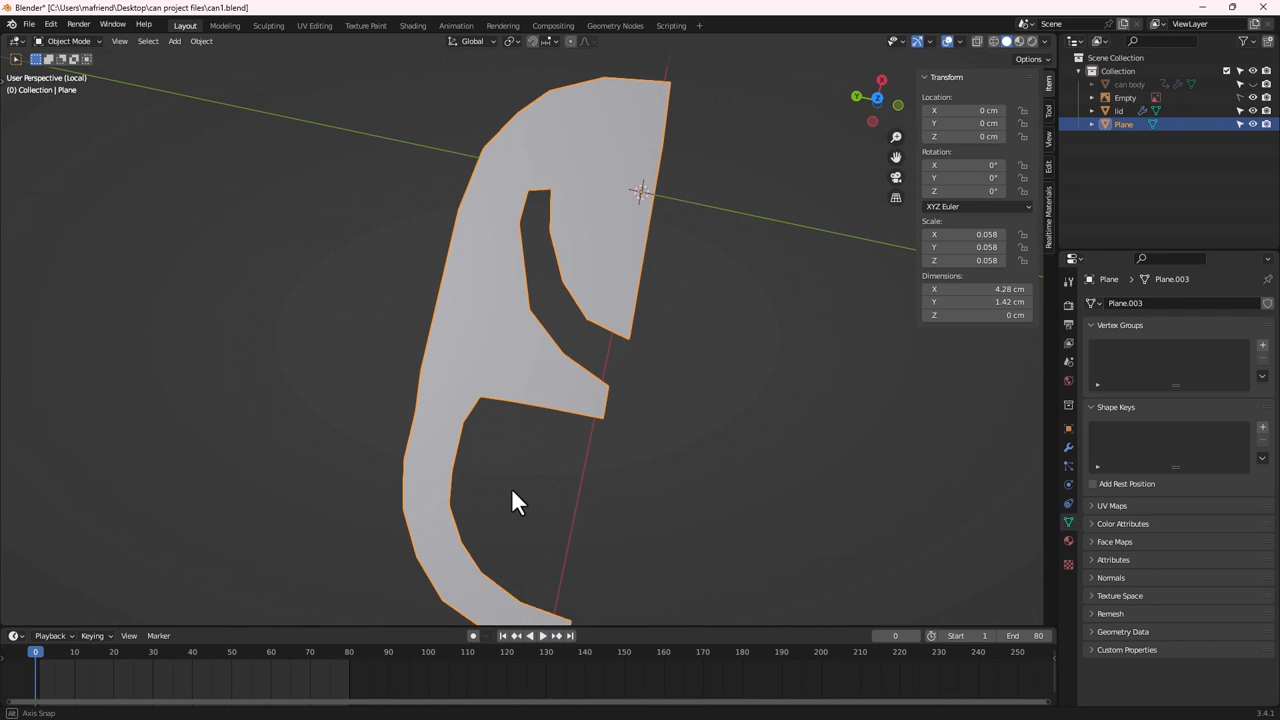 Blender* [C:\Users\mafriend\Desktop\can project files\can1.blend]
File Edit Render Window Help Layout Modeling Sculpting UV Editing Texture Paint Shading Animation Rendering Compositing Geometry Nodes Scripting + Scene ViewLayer
Object Mode View Select Add Object Global
Options
User Perspective (Local)
(0) Collection | Plane
Transform
Location:
X 0 cm
Y 0 cm
Z 0 cm
Rotation:
X 0°
Y 0°
Z 0°
XYZ Euler
Scale:
X 0.058
Y 0.058
Z 0.058
Dimensions:
X 4.28 cm
Y 1.42 cm
Z 0 cm
X
Y
Z
Item
Tool
View
Edit
Realtime Materials
Scene Collection
Collection
can body
Empty
lid
Plane
Plane > Plane.003
Plane.003
Vertex Groups
Shape Keys
Add Rest Position
UV Maps
Color Attributes
Face Maps
Attributes
Normals
Texture Space
Remesh
Geometry Data
Custom Properties
Playback Keying View Marker 0 Start 1 End 80
0 10 20 30 40 50 60 70 80 90 100 110 120 130 140 150 160 170 180 190 200 210 220 230 240 250
Alt Axis Snap 3.4.1